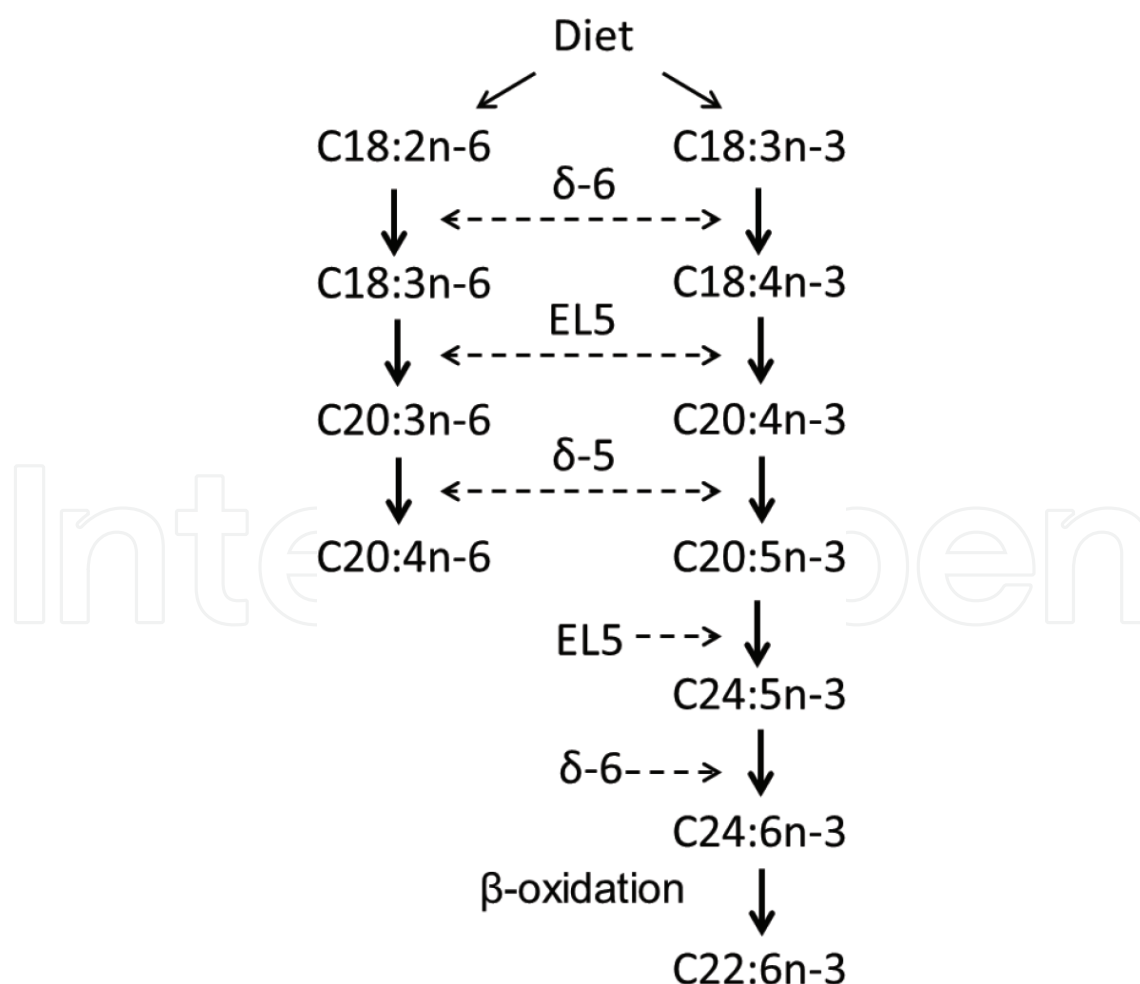 Diet
C18:2n-6 C18:3n-3
δ-6
C18:3n-6 C18:4n-3
EL5
C20:3n-6 C20:4n-3
δ-5
C20:4n-6 C20:5n-3
EL5
C24:5n-3
δ-6
C24:6n-3
β-oxidation
C22:6n-3